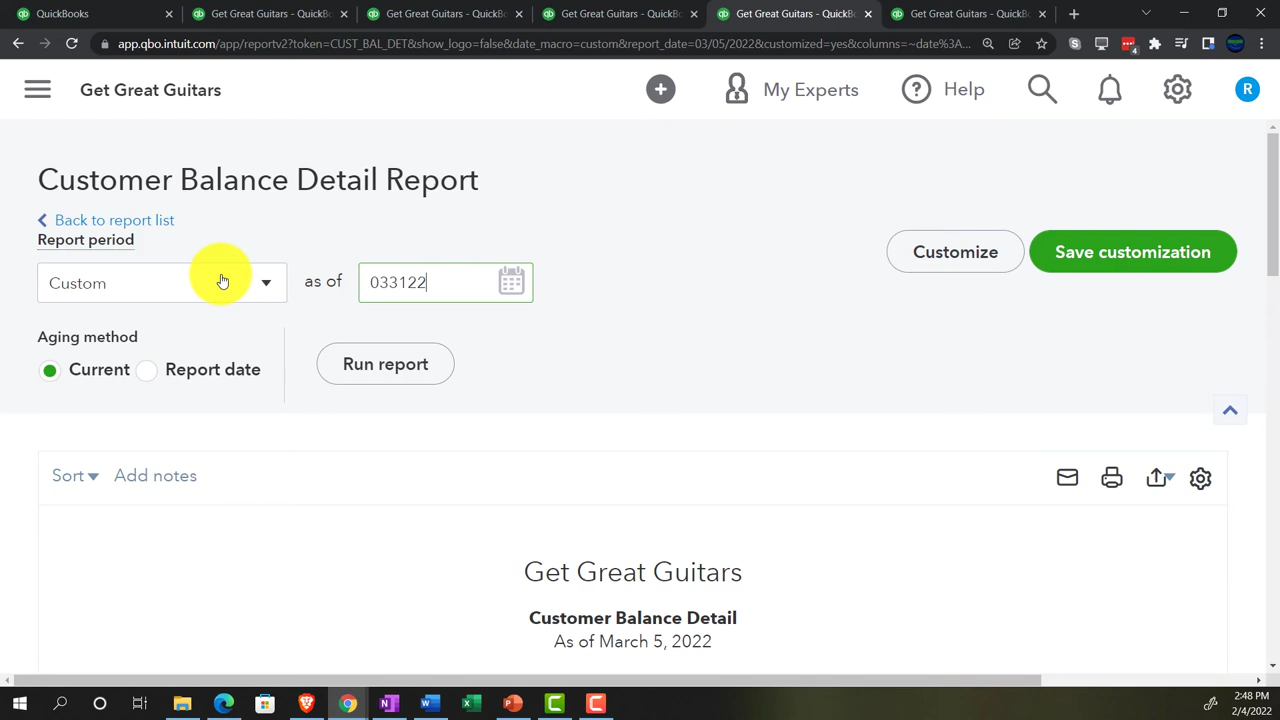 QuickBooks
Get Great Guitars - QuickBo
Get Great Guitars - QuickBo
Get Great Guitars - QuickBo
Get Great Guitars - QuickBo
Get Great Guitars - QuickBo
app.qbo.intuit.com/app/reportv2?token=CUST_BAL_DET&show_logo=false&date_macro=custom&report_date=03/05/2022&customized=yes&columns=~date%3A...
4
R
Get Great Guitars
My Experts
Help
Customer Balance Detail Report
Back to report list
Report period
Custom
as of
033122
Customize
Save customization
Aging method
Current
Report date
Run report
Sort
Add notes
Get Great Guitars
Customer Balance Detail
As of March 5, 2022
2:48 PM
2/4/2022